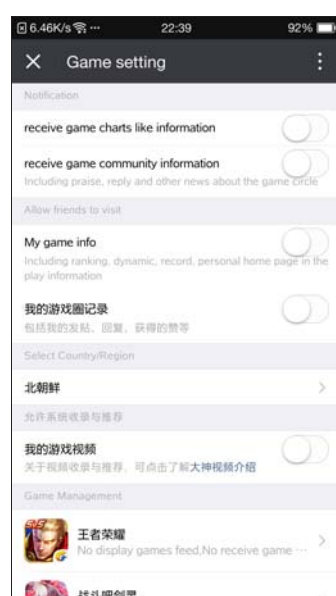 6.46K/s ··· 22:39 92%
Game setting
Notification
receive game charts like information
receive game community information
Including praise, reply and other news about the game circle
Allow friends to visit
My game info
Including ranking, dynamic, record, personal home page in the
play information
我的游戏圈记录
包括我的发贴、回复、获得的赞等
Select Country/Region
北朝鲜
允许系统收录与推荐
我的游戏视频
关于视频收录与推荐，可点击了解大神视频介绍
Game Management
王者荣耀
No display games feed,No receive game ···